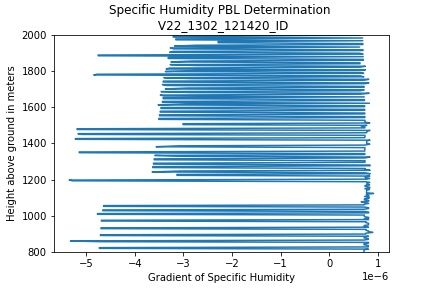 Specific Humidity PBL Determination
V22_1302_121420_ID
Height above ground in meters
2000
1800
1600
1400
1200
1000
800
−5 −4 −3 −2 −1 0 1
1e−6
Gradient of Specific Humidity